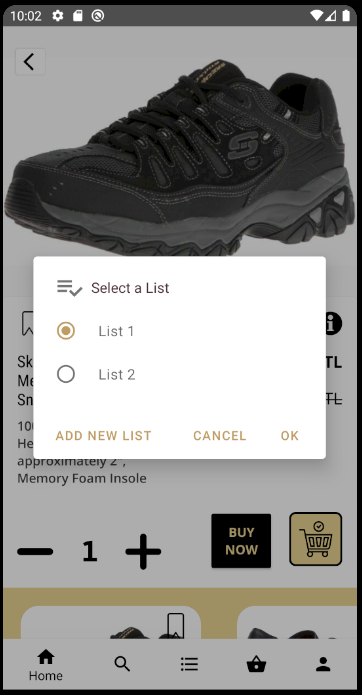 10:02
Select a List
List 1
List 2
ADD NEW LIST
CANCEL
OK
Sk
TL
Me
Sn
TL
100
He
approximately 2",
Memory Foam Insole
1
BUY
NOW
Home